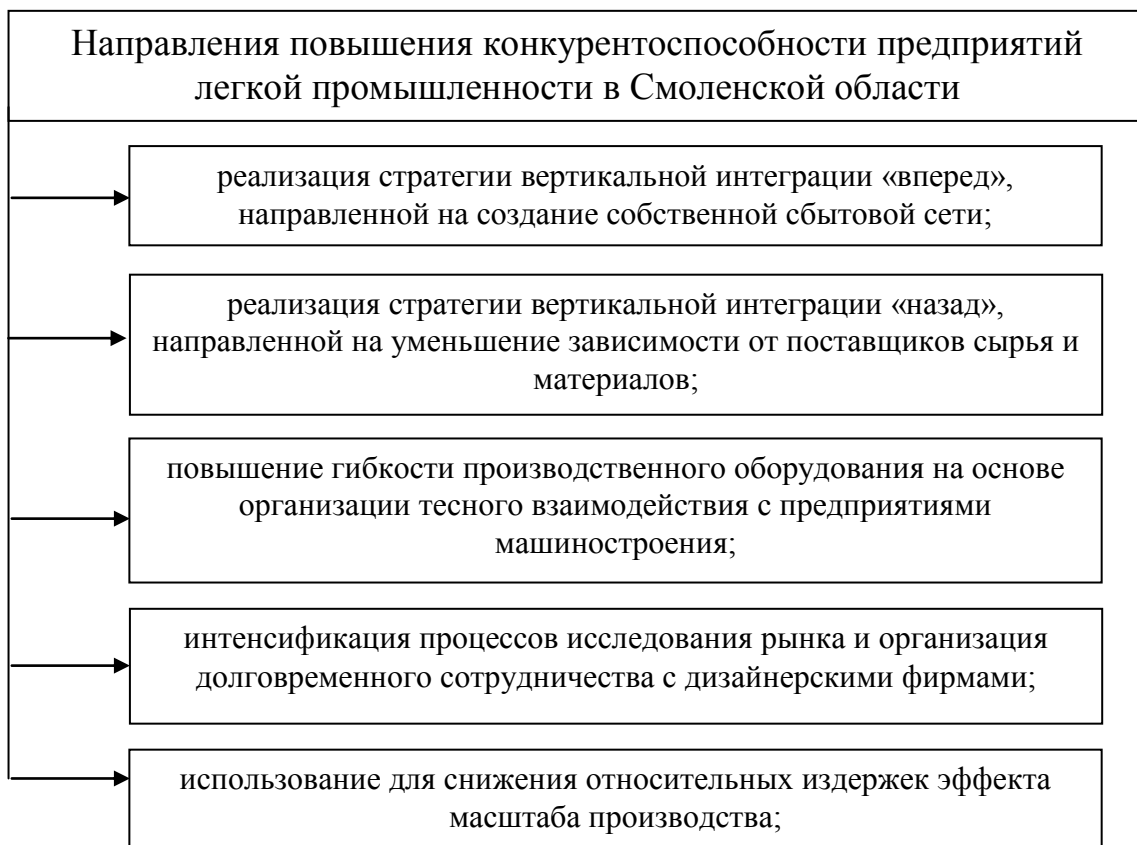 Направления повышения конкурентоспособности предприятий
легкой промышленности в Смоленской области
реализация стратегии вертикальной интеграции «вперед»,
направленной на создание собственной сбытовой сети;
реализация стратегии вертикальной интеграции «назад»,
направленной на уменьшение зависимости от поставщиков сырья и
материалов;
повышение гибкости производственного оборудования на основе
организации тесного взаимодействия с предприятиями
машиностроения;
интенсификация процессов исследования рынка и организация
долговременного сотрудничества с дизайнерскими фирмами;
использование для снижения относительных издержек эффекта
масштаба производства;